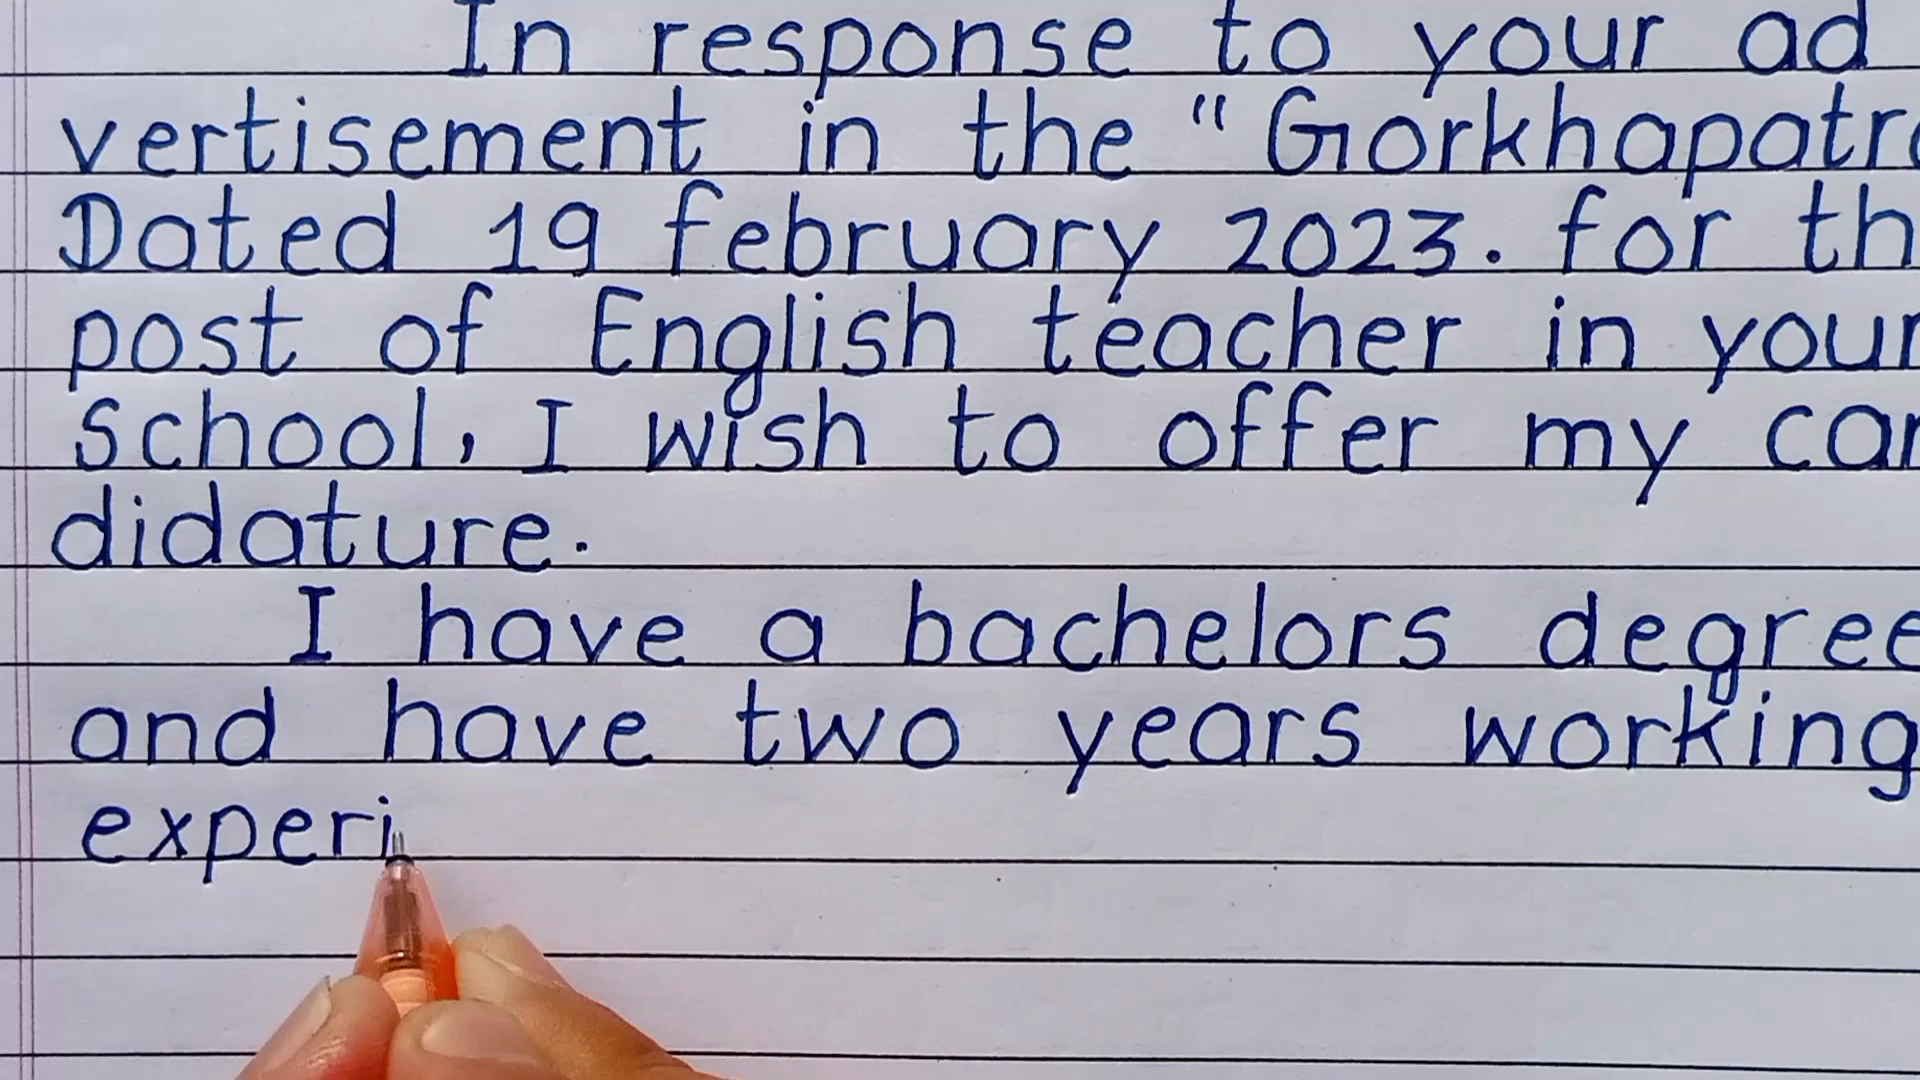 In response to your ad
vertisement in the "Gorkhapatra
Dated 19 february 2023. for th
post of English teacher in your
school, I wish to offer my can
didature.
I have a bachelors degree
and have two years working
experi